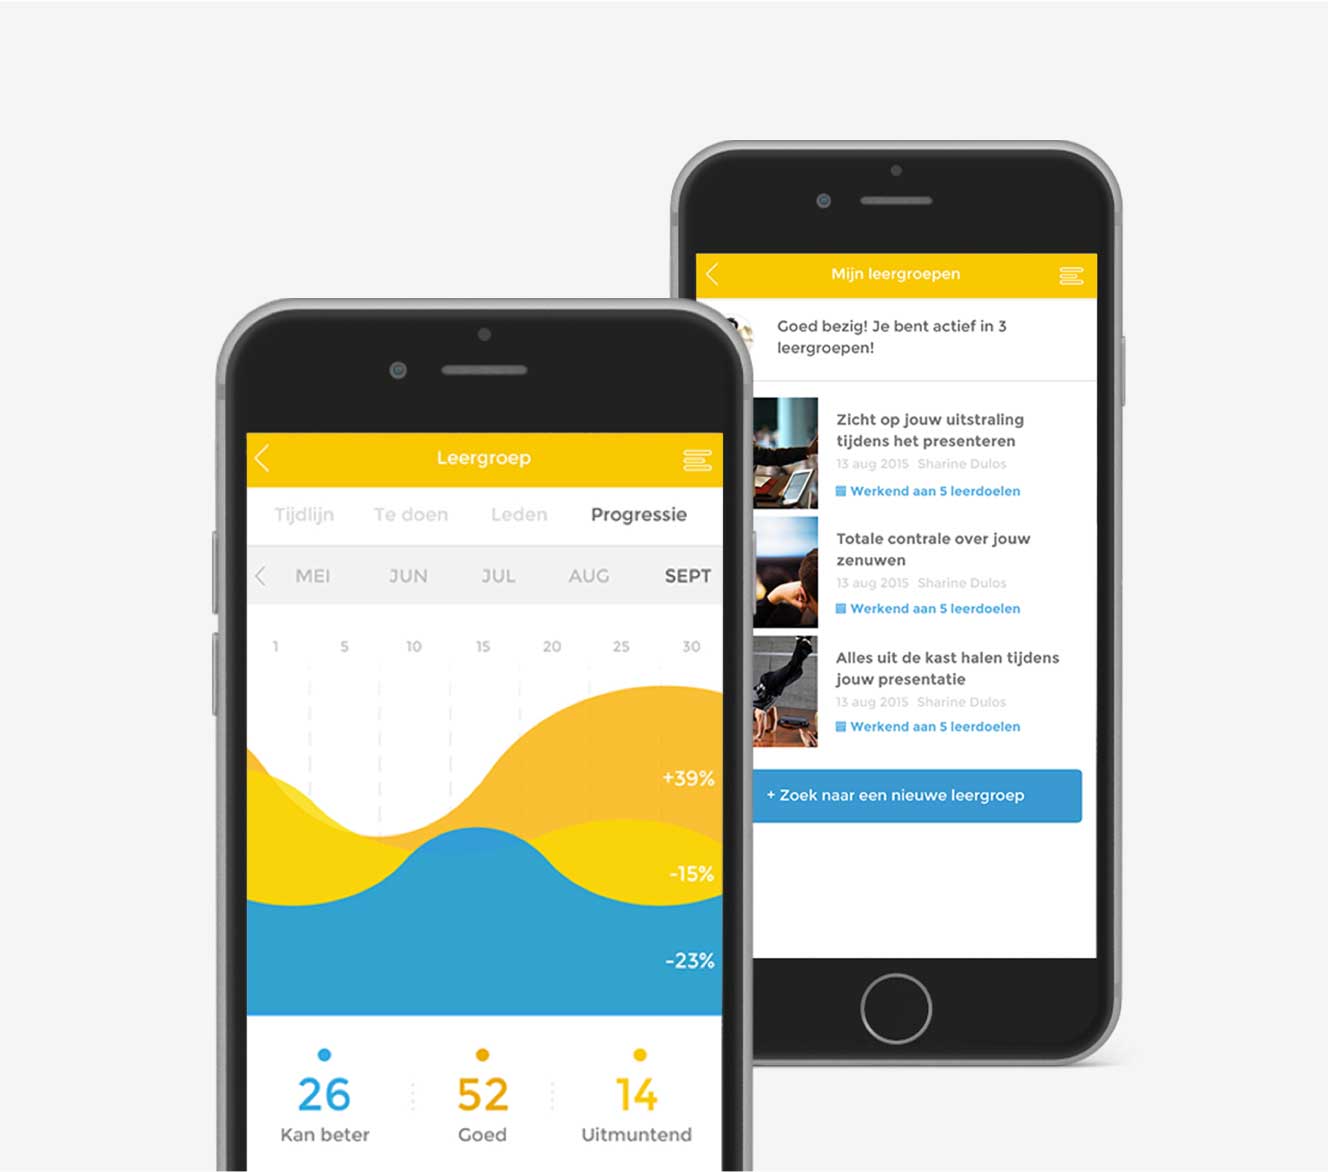 Mijn leergroepen
Goed bezig! Je bent actief in 3
leergroepen!
Zicht op jouw uitstraling
tijdens het presenteren
13 aug 2015 Sharine Dulos
Werkend aan 5 leerdoelen
Totale contrale over jouw
zenuwen
13 aug 2015 Sharine Dulos
Werkend aan 5 leerdoelen
Alles uit de kast halen tijdens
jouw presentatie
13 aug 2015 Sharine Dulos
Werkend aan 5 leerdoelen
+ Zoek naar een nieuwe leergroep
Leergroep
Tijdlijn Te doen Leden Progressie
MEI JUN JUL AUG SEPT
1 5 10 15 20 25 30
+39%
-15%
-23%
26 52 14
Kan beter Goed Uitmuntend